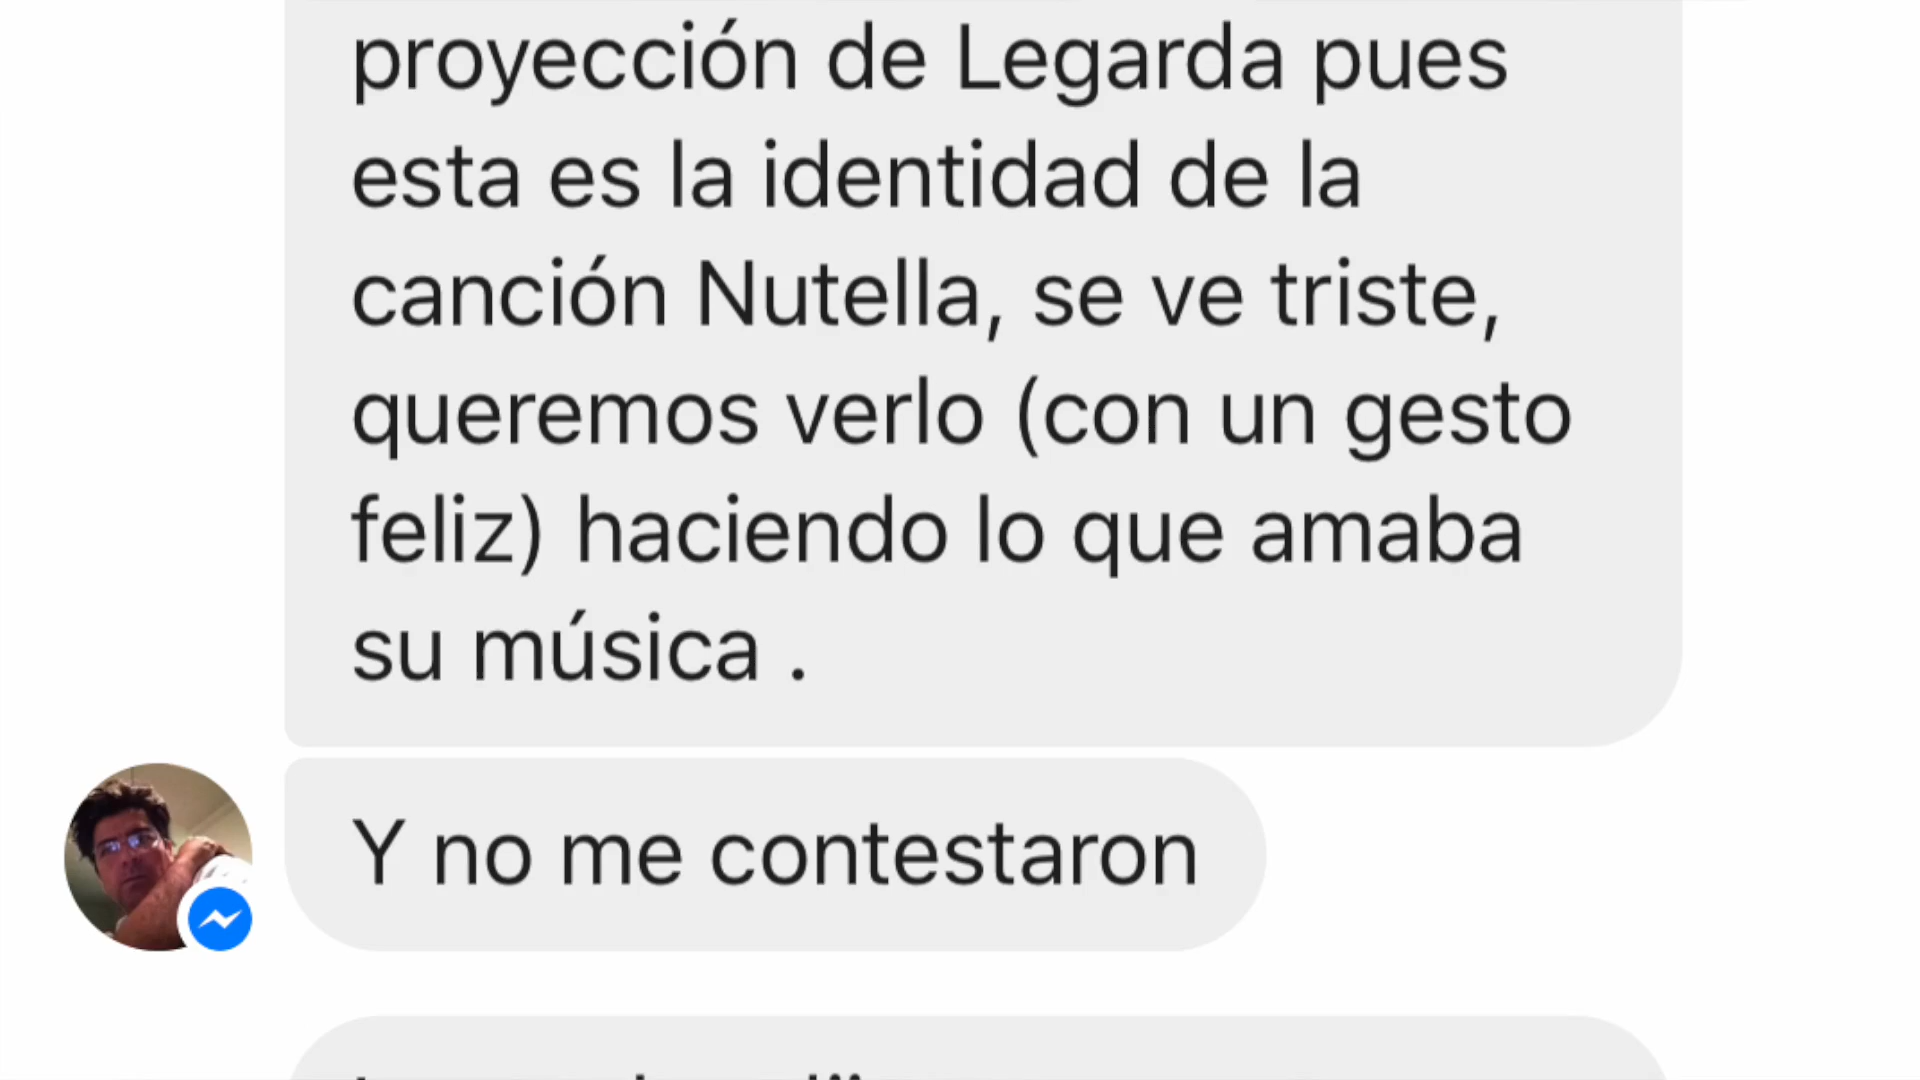 proyección de Legarda pues
esta es la identidad de la
canción Nutella, se ve triste,
queremos verlo (con un gesto
feliz) haciendo lo que amaba
su música .
Y no me contestaron